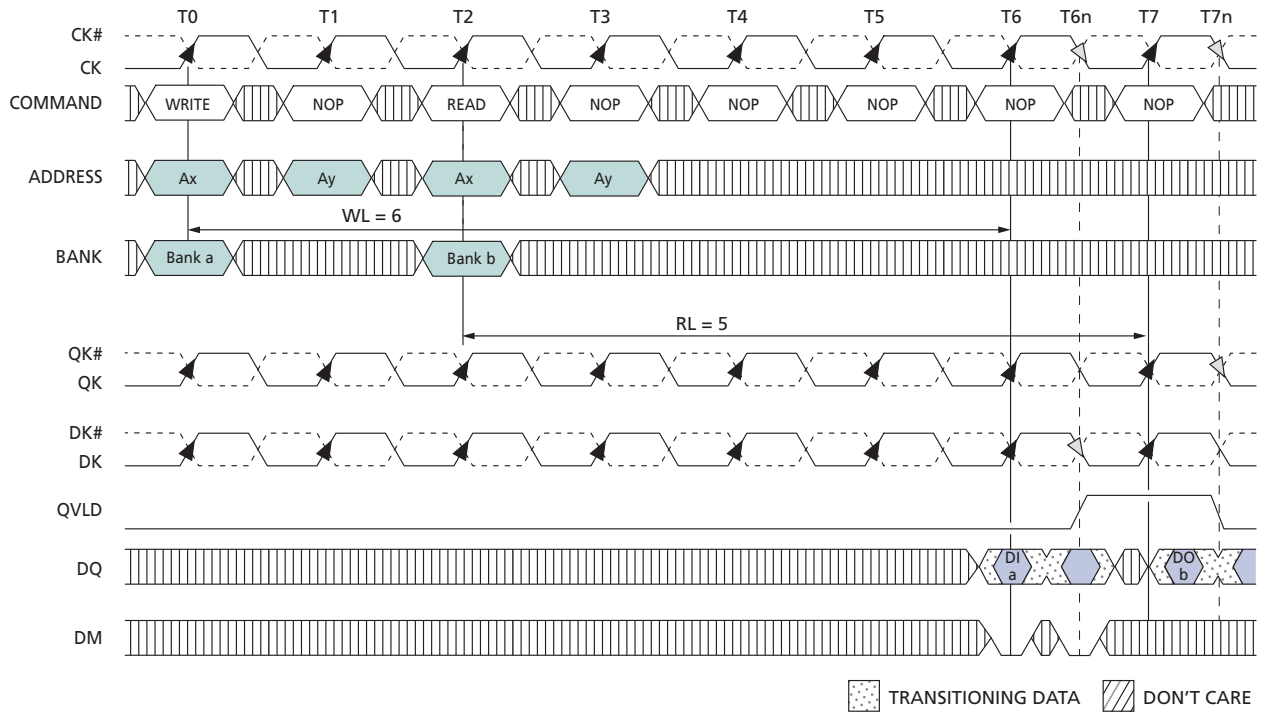 T0 T1 T2 T3 T4 T5 T6 T6n T7 T7n
CK#
CK
COMMAND WRITE NOP READ NOP NOP NOP NOP NOP
ADDRESS Ax Ay Ax Ay
WL = 6
BANK Bank a Bank b
RL = 5
QK#
QK
DK#
DK
QVLD
DQ DI a DO b
DM
TRANSITIONING DATA DON'T CARE